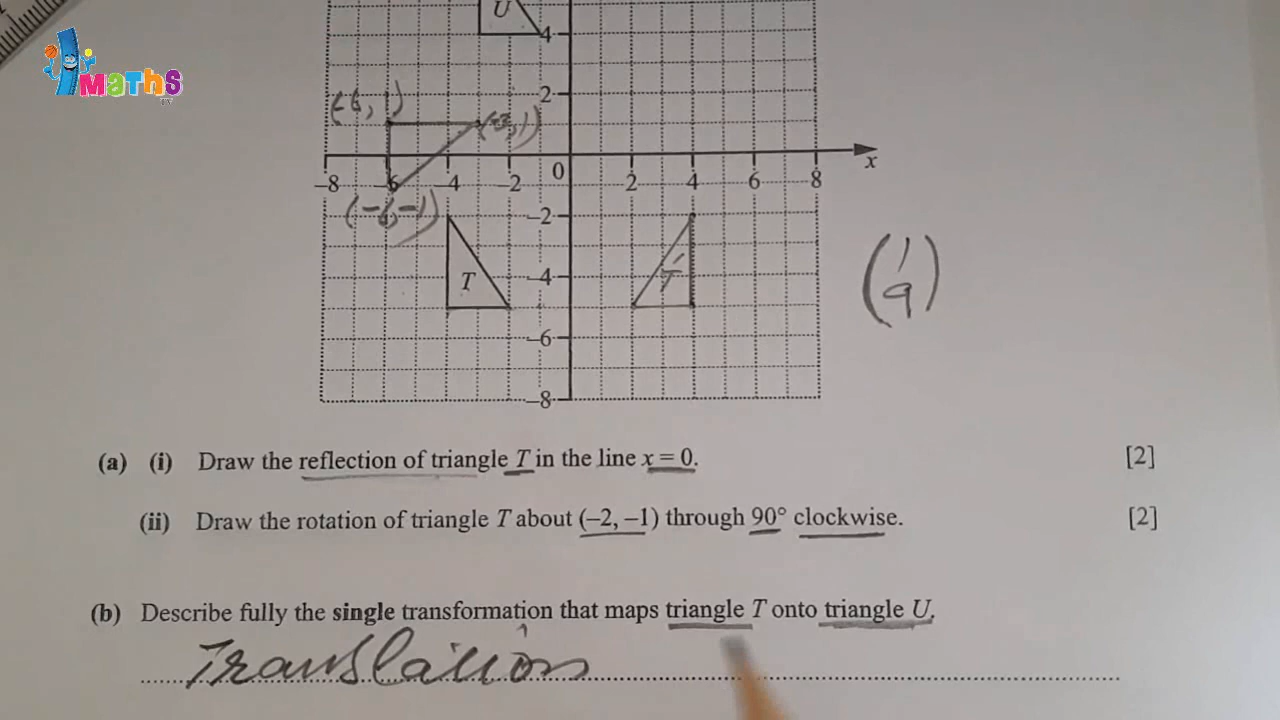 MaTHS
TV
U
4
2
(-6, 1)
(-3, 1)
0
x
–8
–6
–4
–2
2
4
6
8
(-6,-1)
–2
T
–4
T'
(1
9)
–6
–8
(a) (i) Draw the reflection of triangle T in the line x = 0. [2]
(ii) Draw the rotation of triangle T about (–2, –1) through 90° clockwise. [2]
(b) Describe fully the single transformation that maps triangle T onto triangle U.
Translation